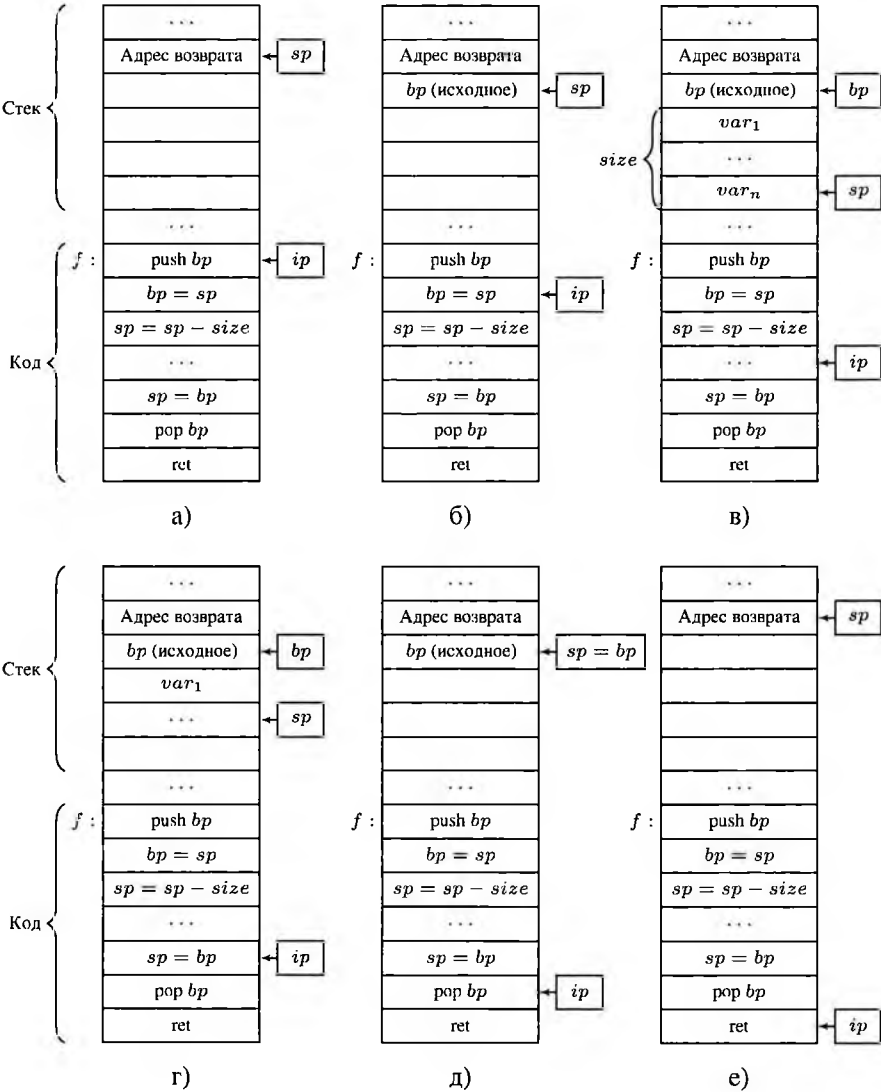 ... ... ...
Адрес возврата sp Адрес возврата Адрес возврата
bp (исходное) sp bp (исходное) bp
Стек var₁
size ...
varₙ sp
... ... ...
f : push bp ip f : push bp f : push bp
bp = sp bp = sp ip bp = sp
sp = sp − size sp = sp − size sp = sp − size
Код ... ... ... ip
sp = bp sp = bp sp = bp
pop bp pop bp pop bp
ret ret ret
а) б) в)
... ... ...
Адрес возврата Адрес возврата Адрес возврата sp
bp (исходное) bp bp (исходное) sp = bp
Стек var₁
... sp
... ... ...
f : push bp f : push bp f : push bp
bp = sp bp = sp bp = sp
sp = sp − size sp = sp − size sp = sp − size
Код ... ... ...
sp = bp ip sp = bp sp = bp
pop bp pop bp ip pop bp
ret ret ret ip
г) д) е)